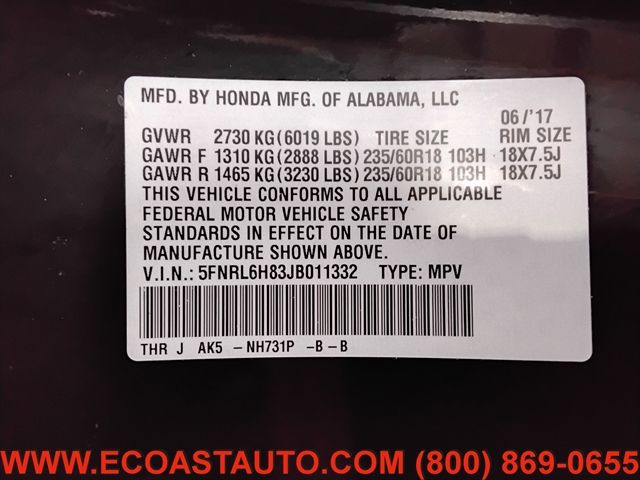 MFD. BY HONDA MFG. OF ALABAMA, LLC
06/'17
GVWR 2730 KG (6019 LBS) TIRE SIZE RIM SIZE
GAWR F 1310 KG (2888 LBS) 235/60R18 103H 18X7.5J
GAWR R 1465 KG (3230 LBS) 235/60R18 103H 18X7.5J
THIS VEHICLE CONFORMS TO ALL APPLICABLE
FEDERAL MOTOR VEHICLE SAFETY
STANDARDS IN EFFECT ON THE DATE OF
MANUFACTURE SHOWN ABOVE.
V.I.N.: 5FNRL6H83JB011332 TYPE: MPV
THR J AK5 -NH731P -B-B
WWW.ECOASTAUTO.COM (800) 869-0655